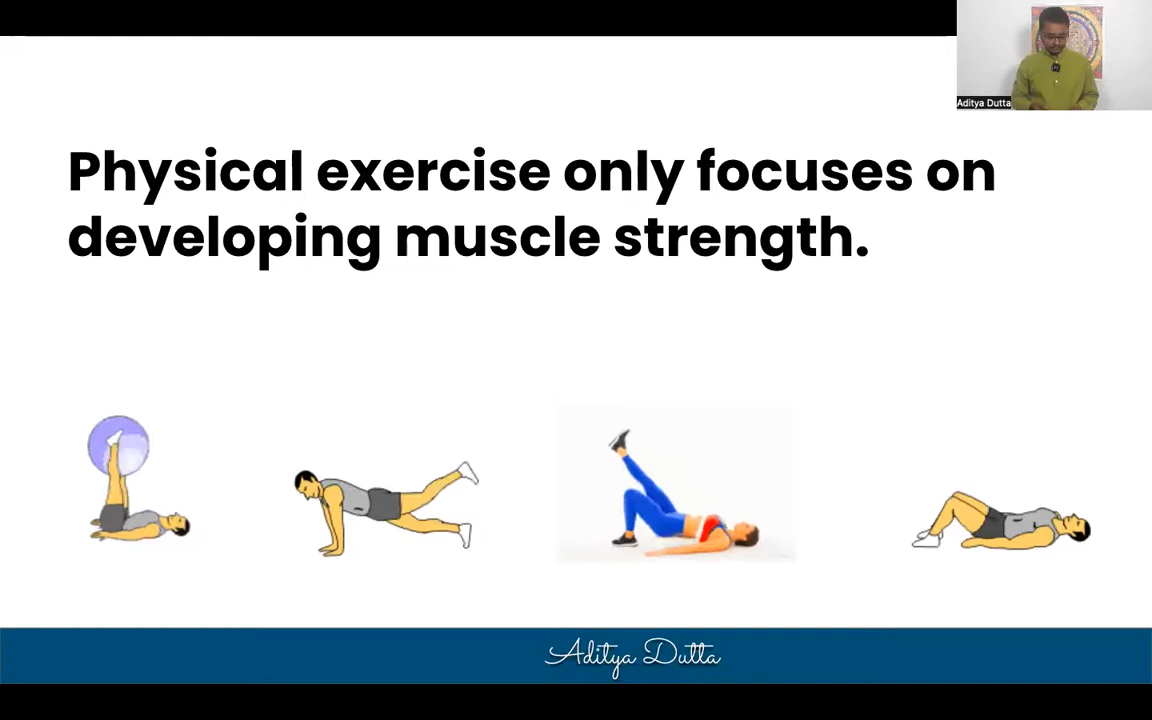 Aditya Dutta
Physical exercise only focuses on
developing muscle strength.
Aditya Dutta